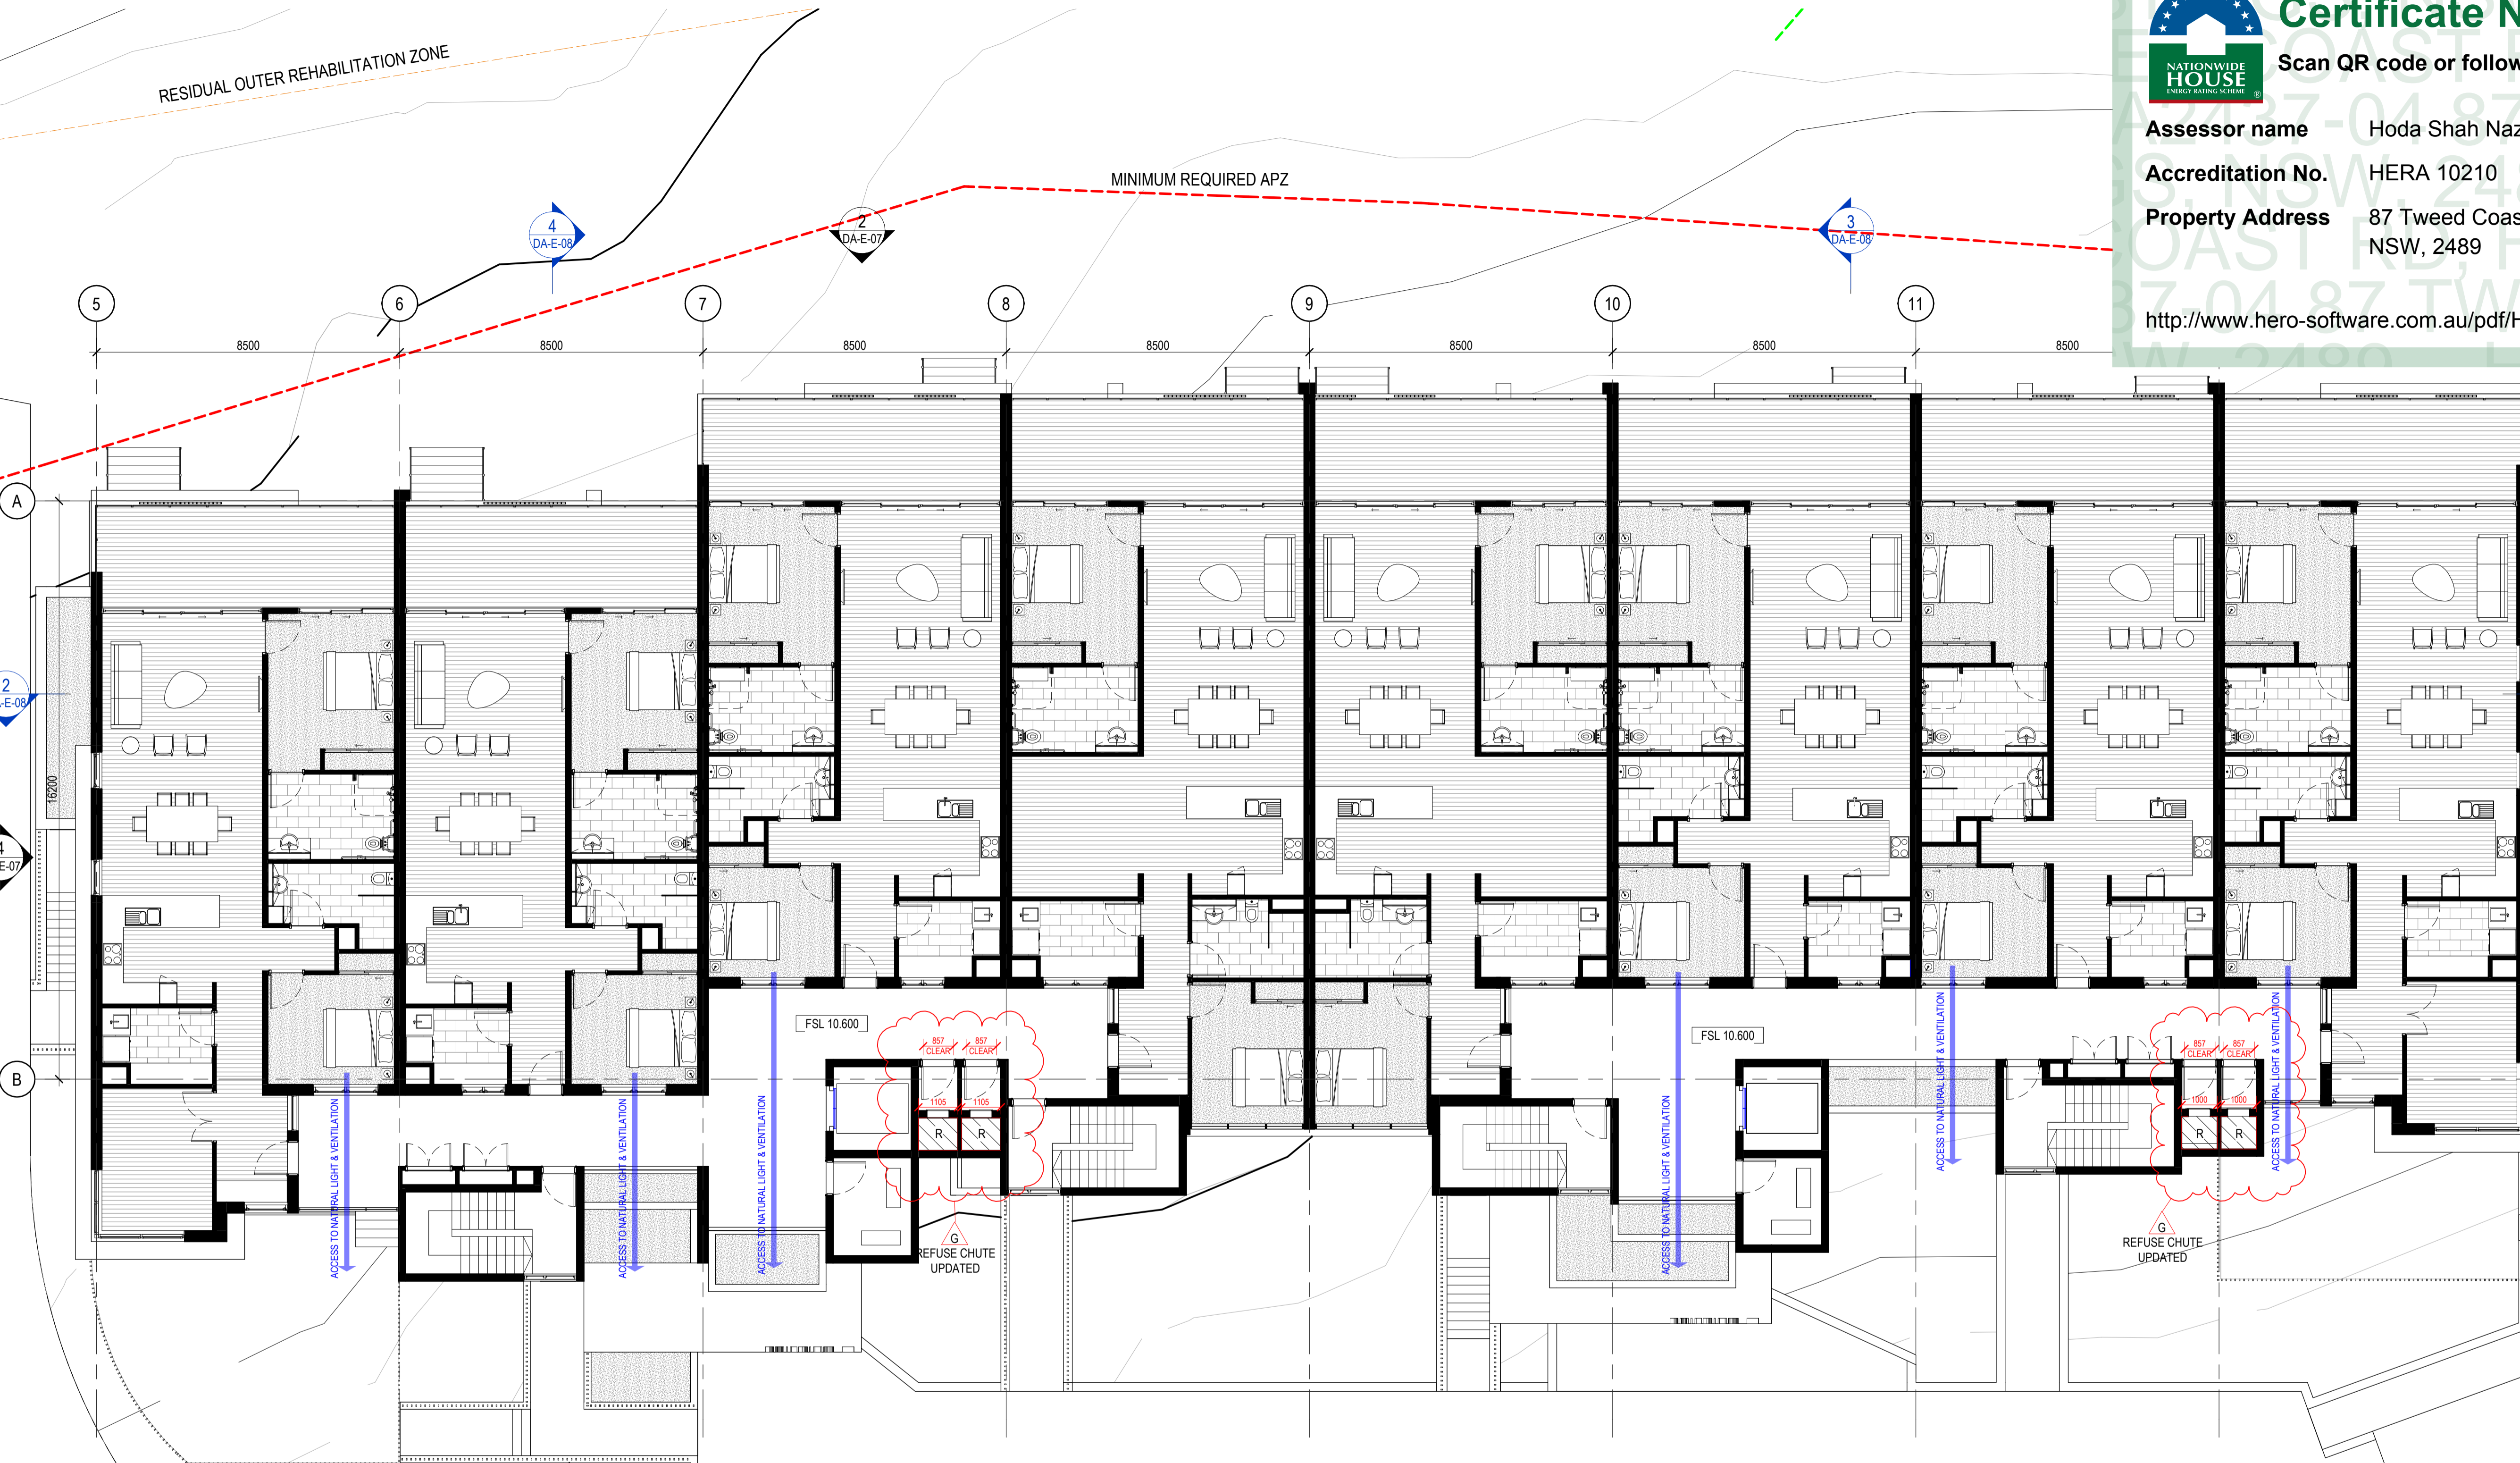 RESIDUAL OUTER REHABILITATION ZONE
MINIMUM REQUIRED APZ
4
DA-E-08
2
DA-E-07
3
DA-E-08
Certificate N
NATIONWIDE
HOUSE
ENERGY RATING SCHEME
®
Scan QR code or follow
Assessor name Hoda Shah Naz
Accreditation No. HERA 10210
Property Address 87 Tweed Coas
NSW, 2489
http://www.hero-software.com.au/pdf/H
5
6
7
8
9
10
11
8500
8500
8500
8500
8500
8500
8500
A
2
A-E-08
16200
4
E-07
B
FSL 10.600
FSL 10.600
857
CLEAR
857
CLEAR
1105
1105
R
R
857
CLEAR
857
CLEAR
1000
1000
R
R
ACCESS TO NATURAL LIGHT & VENTILATION
ACCESS TO NATURAL LIGHT & VENTILATION
ACCESS TO NATURAL LIGHT & VENTILATION
ACCESS TO NATURAL LIGHT & VENTILATION
ACCESS TO NATURAL LIGHT & VENTILATION
ACCESS TO NATURAL LIGHT & VENTILATION
G
REFUSE CHUTE
UPDATED
G
REFUSE CHUTE
UPDATED